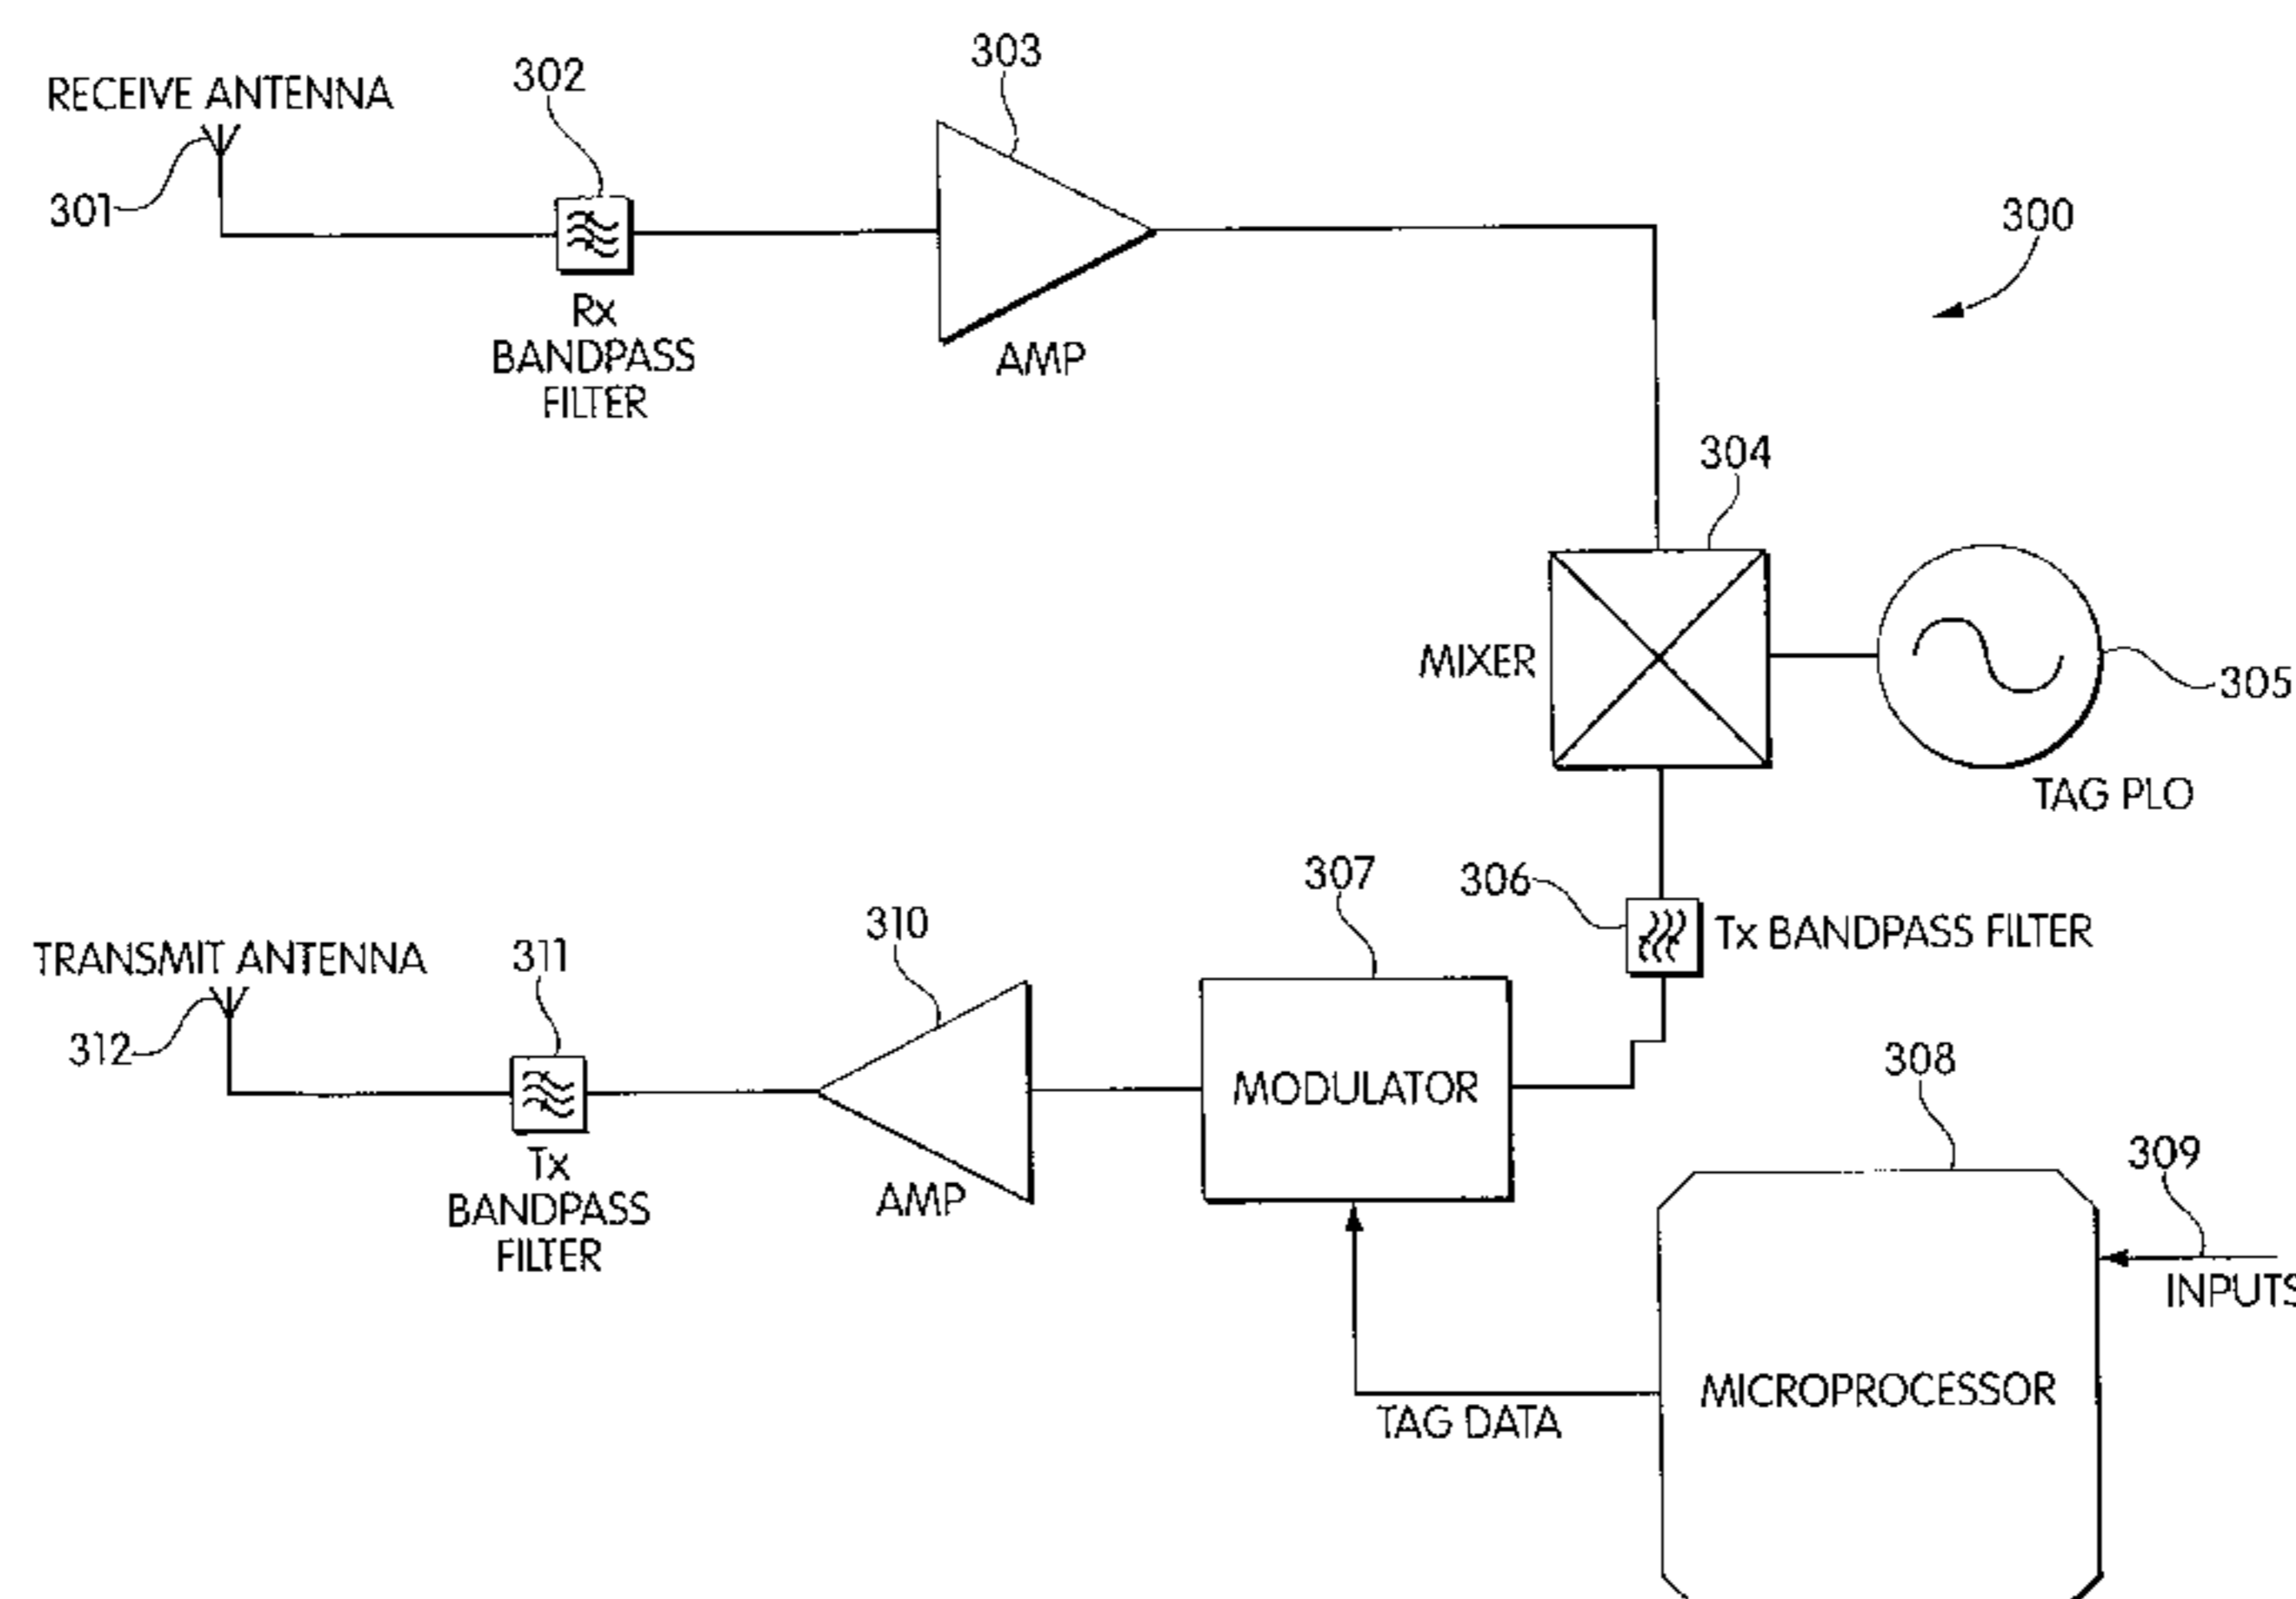 303
302
RECEIVE ANTENNA
301
300
Rx
BANDPASS
FILTER
AMP
304
MIXER
305
TAG PLO
307
306
310
Tx BANDPASS FILTER
TRANSMIT ANTENNA
311
312
308
MODULATOR
309
Tx
BANDPASS
FILTER
AMP
INPUTS
MICROPROCESSOR
TAG DATA